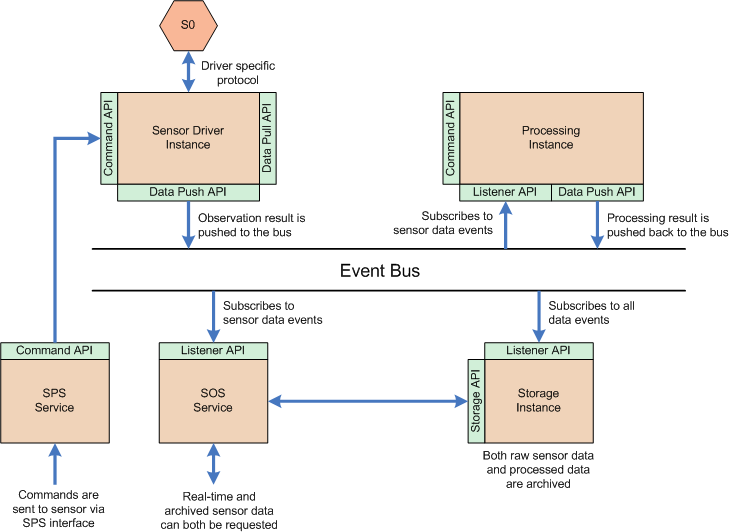 S0
Driver specific
protocol
Command API
Sensor Driver
Instance
Data Pull API
Data Push API
Command API
Processing
Instance
Listener API
Data Push API
Observation result is
pushed to the bus
Subscribes to
sensor data events
Processing result is
pushed back to the bus
Event Bus
Subscribes to
sensor data events
Subscribes to all
data events
Command API
SPS
Service
Listener API
SOS
Service
Listener API
Storage API
Storage
Instance
Commands are
sent to sensor via
SPS interface
Real-time and
archived sensor data
can both be requested
Both raw sensor data
and processed data
are archived